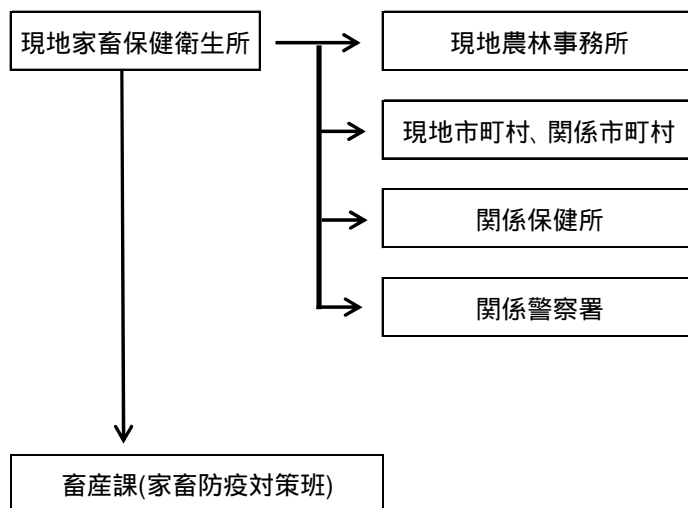 現地家畜保健衛生所
現地農林事務所
現地市町村、関係市町村
関係保健所
関係警察署
畜産課(家畜防疫対策班)